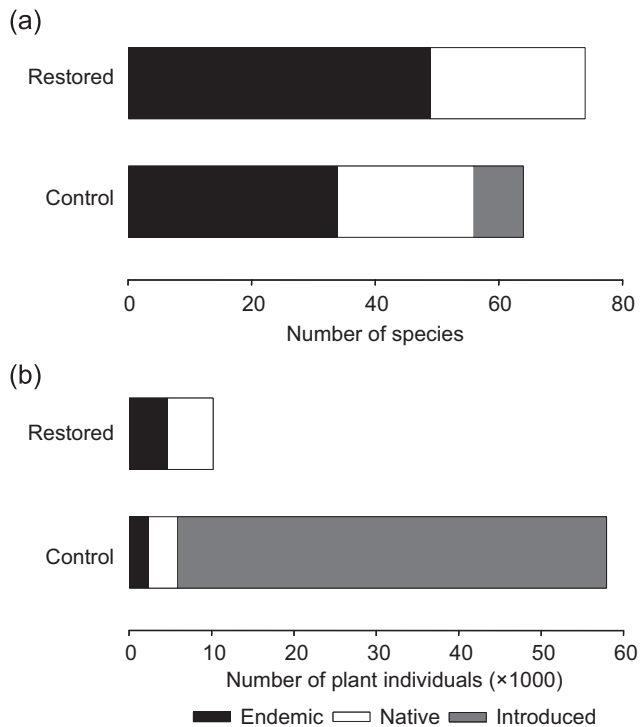 (a)
Restored
Control
0 20 40 60 80
Number of species
(b)
Restored
Control
0 10 20 30 40 50 60
Number of plant individuals (×1000)
Endemic Native Introduced